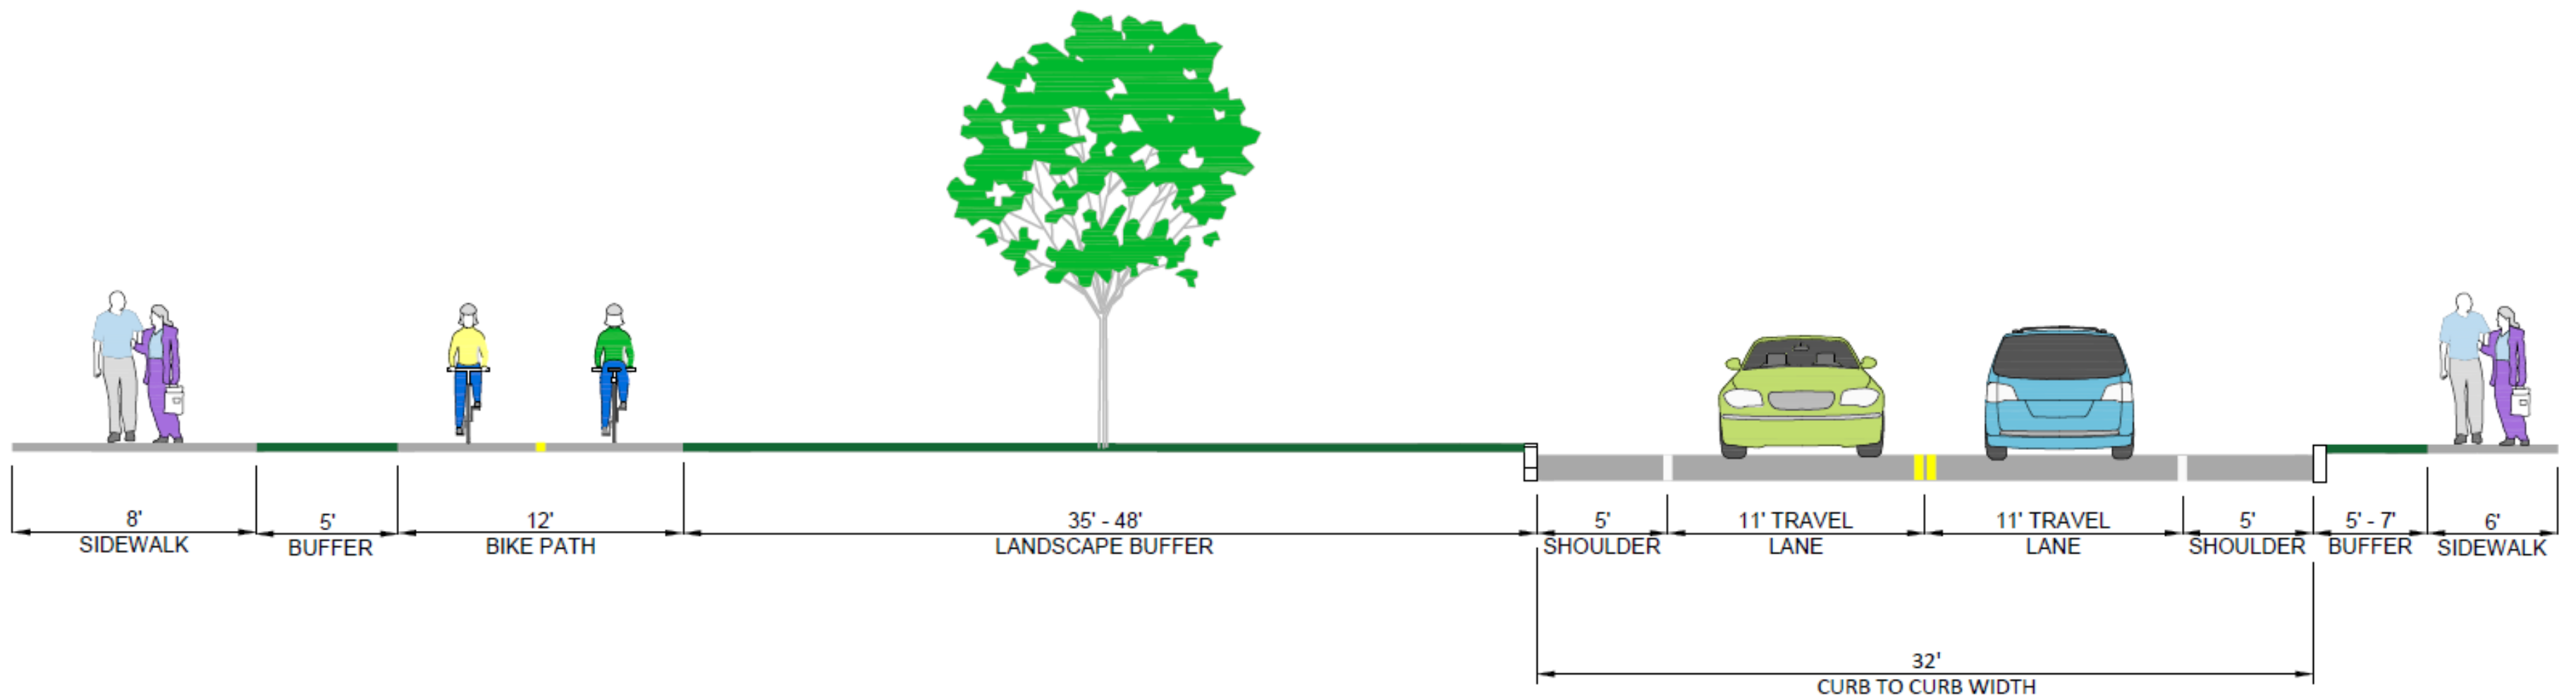 8'
SIDEWALK
5'
BUFFER
12'
BIKE PATH
35' - 48'
LANDSCAPE BUFFER
5'
SHOULDER
11' TRAVEL
LANE
11' TRAVEL
LANE
5'
SHOULDER
5' - 7'
BUFFER
6'
SIDEWALK
32'
CURB TO CURB WIDTH